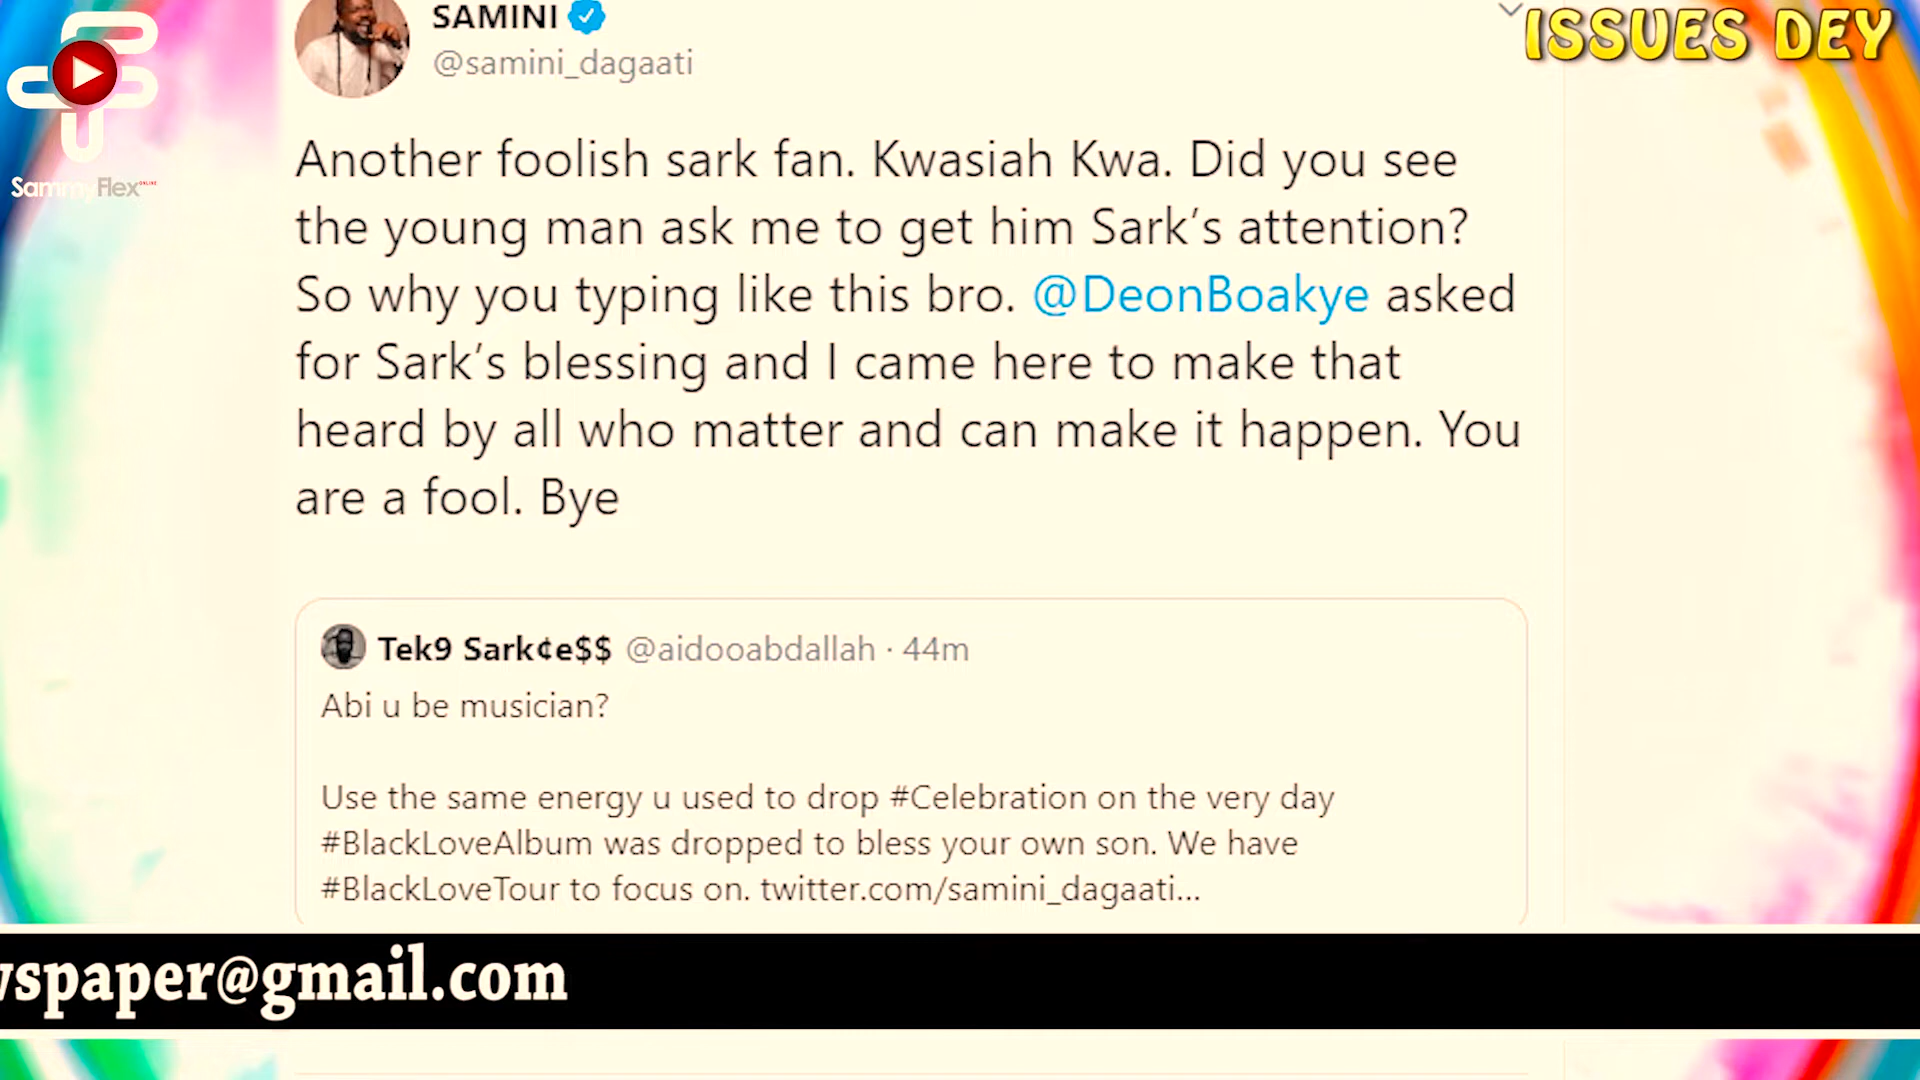 SAMINI
@samini_dagaati
ISSUES DEY
SammyFlex
ONLINE
Another foolish sark fan. Kwasiah Kwa. Did you see
the young man ask me to get him Sark’s attention?
So why you typing like this bro. @DeonBoakye asked
for Sark’s blessing and I came here to make that
heard by all who matter and can make it happen. You
are a fool. Bye
Tek9 Sark¢e$$ @aidooabdallah · 44m
Abi u be musician?
Use the same energy u used to drop #Celebration on the very day
#BlackLoveAlbum was dropped to bless your own son. We have
#BlackLoveTour to focus on. twitter.com/samini_dagaati...
wspaper@gmail.com